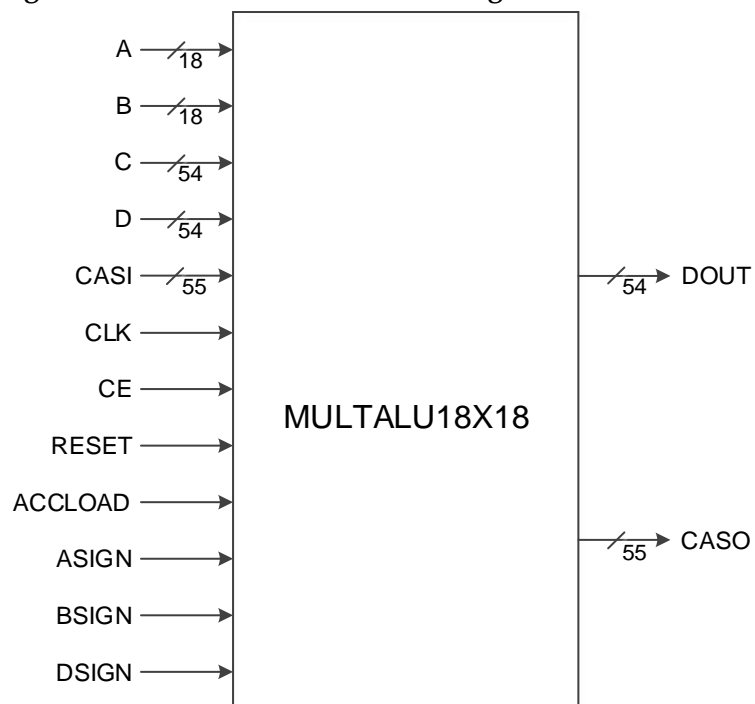 A
18
B
18
C
54
D
54
CASI
55
CLK
CE
RESET
ACCLOAD
ASIGN
BSIGN
DSIGN
MULTALU18X18
54
DOUT
55
CASO